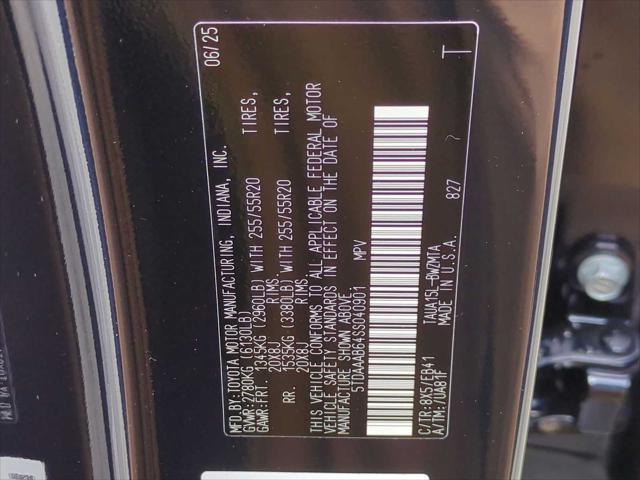 MFD.BY:TOYOTA MOTOR MANUFACTURING, INDIANA, INC. 06/25
GVWR:2780KG (6130LB)
GAWR:FRT. 1345KG (2960LB) WITH 255/55R20 TIRES,
20X8J RIMS,
RR. 1535KG (3380LB) WITH 255/55R20 TIRES,
20X8J RIMS.
THIS VEHICLE CONFORMS TO ALL APPLICABLE FEDERAL MOTOR
VEHICLE SAFETY STANDARDS IN EFFECT ON THE DATE OF
MANUFACTURE SHOWN ABOVE.
5TDAAAB64SS040901 MPV
C/TR:8X5/EB41 TAUA15L-BWZMTA T
A/TM:7UA81F MADE IN U.S.A. 827